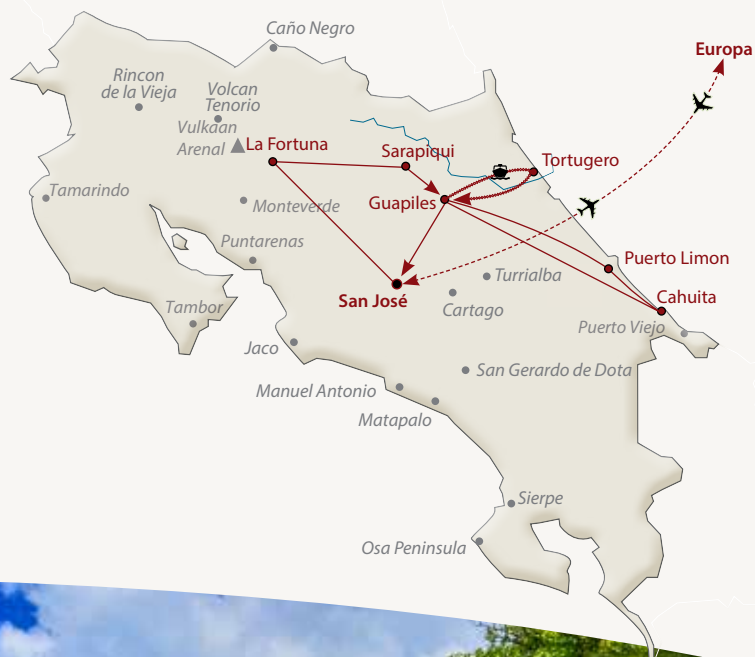 Caño Negro
Europa
Rincon
de la Vieja
Volcan
Tenorio
Vulkaan
Arenal
La Fortuna
Sarapiqui
Tortugero
Tamarindo
Monteverde
Guapiles
Puntarenas
Puerto Limon
Turrialba
San José
Cartago
Cahuita
Tambor
Puerto Viejo
Jaco
San Gerardo de Dota
Manuel Antonio
Matapalo
Sierpe
Osa Peninsula